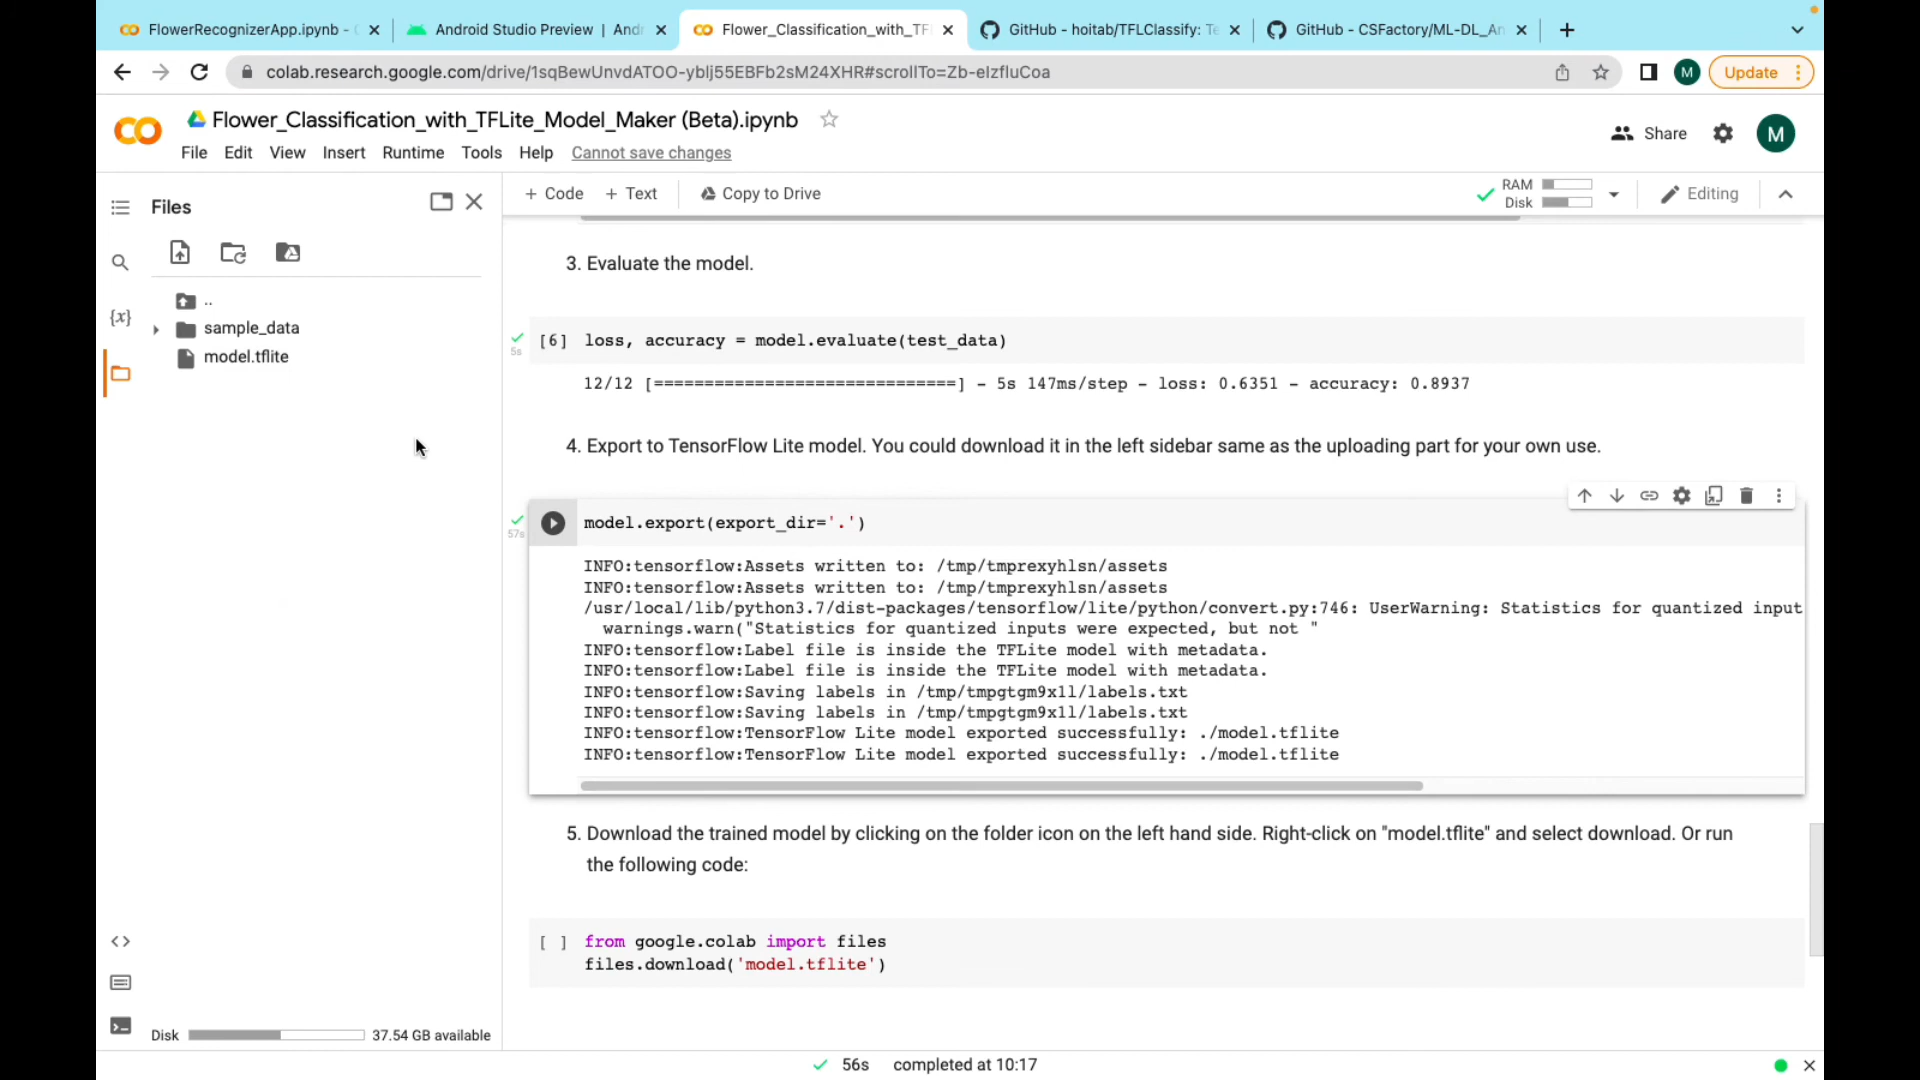 FlowerRecognizerApp.ipynb -
Android Studio Preview | And
Flower_Classification_with_TF
GitHub - hoitab/TFLClassify: Te
GitHub - CSFactory/ML-DL_An
colab.research.google.com/drive/1sqBewUnvdATOO-yblj55EBFb2sM24XHR#scrollTo=Zb-eIzfluCoa
M
Update
CO
Flower_Classification_with_TFLite_Model_Maker (Beta).ipynb
File Edit View Insert Runtime Tools Help Cannot save changes
Share
M
Files
+ Code + Text
Copy to Drive
RAM
Disk
Editing
..
sample_data
model.tflite
{x}
3. Evaluate the model.
5s
[6] loss, accuracy = model.evaluate(test_data)
12/12 [==============================] - 5s 147ms/step - loss: 0.6351 - accuracy: 0.8937
4. Export to TensorFlow Lite model. You could download it in the left sidebar same as the uploading part for your own use.
57s
model.export(export_dir='.')
INFO:tensorflow:Assets written to: /tmp/tmprexyhlsn/assets
INFO:tensorflow:Assets written to: /tmp/tmprexyhlsn/assets
/usr/local/lib/python3.7/dist-packages/tensorflow/lite/python/convert.py:746: UserWarning: Statistics for quantized input
warnings.warn("Statistics for quantized inputs were expected, but not "
INFO:tensorflow:Label file is inside the TFLite model with metadata.
INFO:tensorflow:Label file is inside the TFLite model with metadata.
INFO:tensorflow:Saving labels in /tmp/tmpgtgm9x1l/labels.txt
INFO:tensorflow:Saving labels in /tmp/tmpgtgm9x1l/labels.txt
INFO:tensorflow:TensorFlow Lite model exported successfully: ./model.tflite
INFO:tensorflow:TensorFlow Lite model exported successfully: ./model.tflite
5. Download the trained model by clicking on the folder icon on the left hand side. Right-click on "model.tflite" and select download. Or run
the following code:
[ ] from google.colab import files
files.download('model.tflite')
Disk
37.54 GB available
56s completed at 10:17